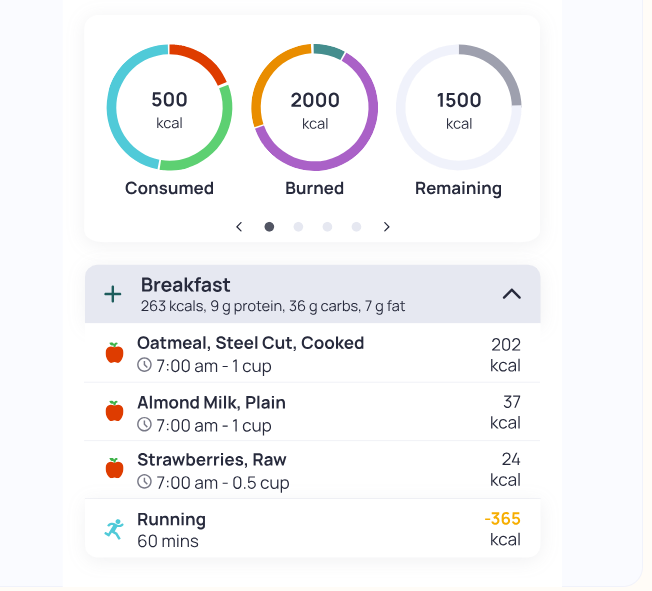 500
kcal
Consumed
2000
kcal
Burned
1500
kcal
Remaining
Breakfast
263 kcals, 9 g protein, 36 g carbs, 7 g fat
Oatmeal, Steel Cut, Cooked
7:00 am - 1 cup
202
kcal
Almond Milk, Plain
7:00 am - 1 cup
37
kcal
Strawberries, Raw
7:00 am - 0.5 cup
24
kcal
Running
60 mins
-365
kcal